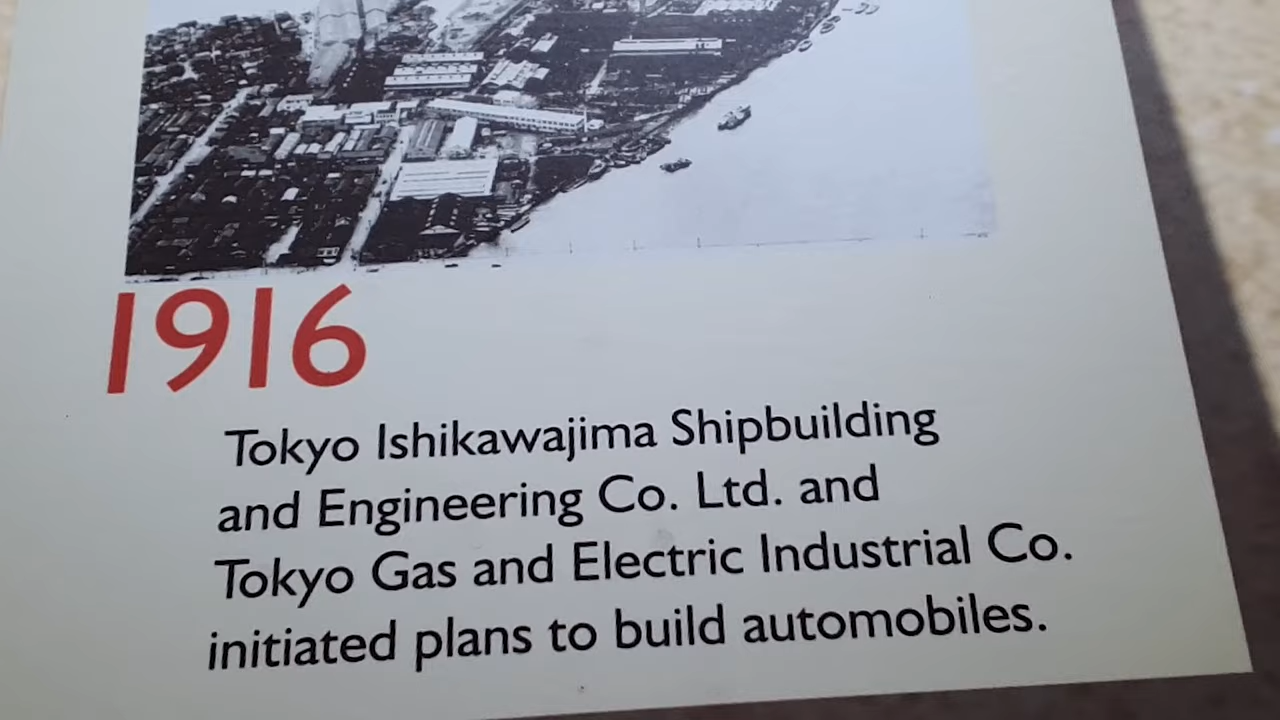 1916
Tokyo Ishikawajima Shipbuilding
and Engineering Co. Ltd. and
Tokyo Gas and Electric Industrial Co.
initiated plans to build automobiles.